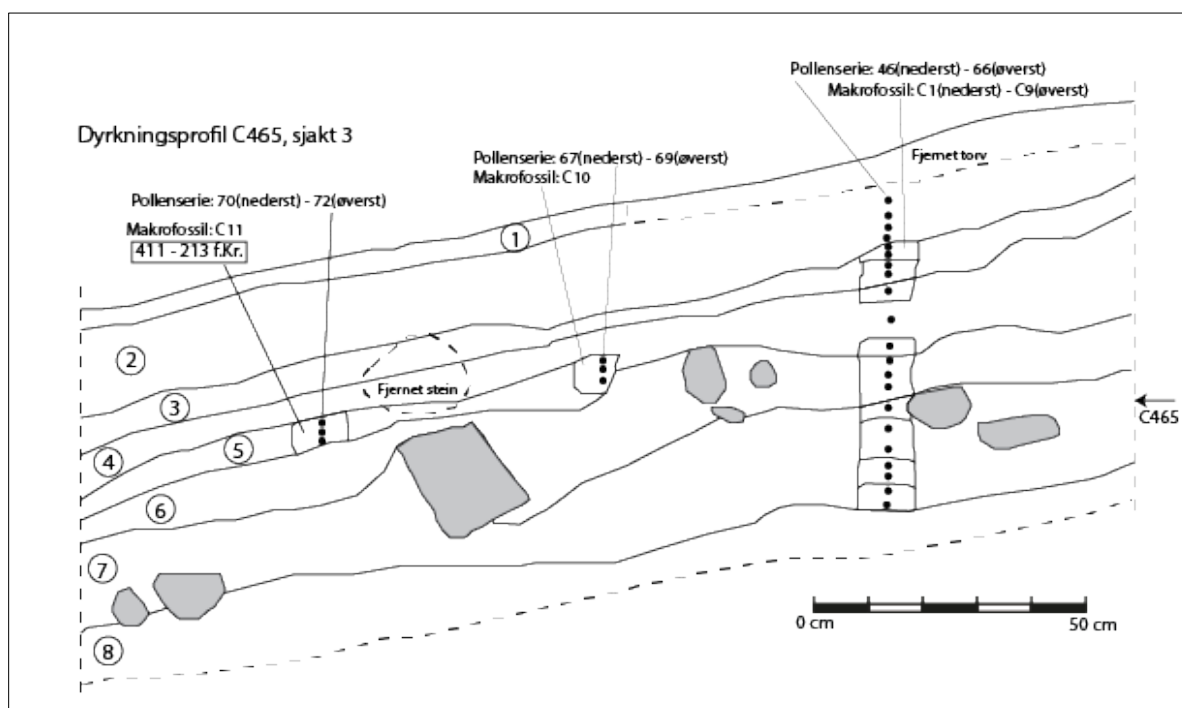 Pollenserie: 46(nederst) - 66(øverst)
Makrofossil: C1(nederst) - C9(øverst)
Dyrkningsprofil C465, sjakt 3
Fjernet torv
Pollenserie: 67(nederst) - 69(øverst)
Makrofossil: C10
Pollenserie: 70(nederst) - 72(øverst)
Makrofossil: C11
411 - 213 f.Kr.
1
2
Fjernet stein
3
C465
5
4
6
7
0 cm
50 cm
8